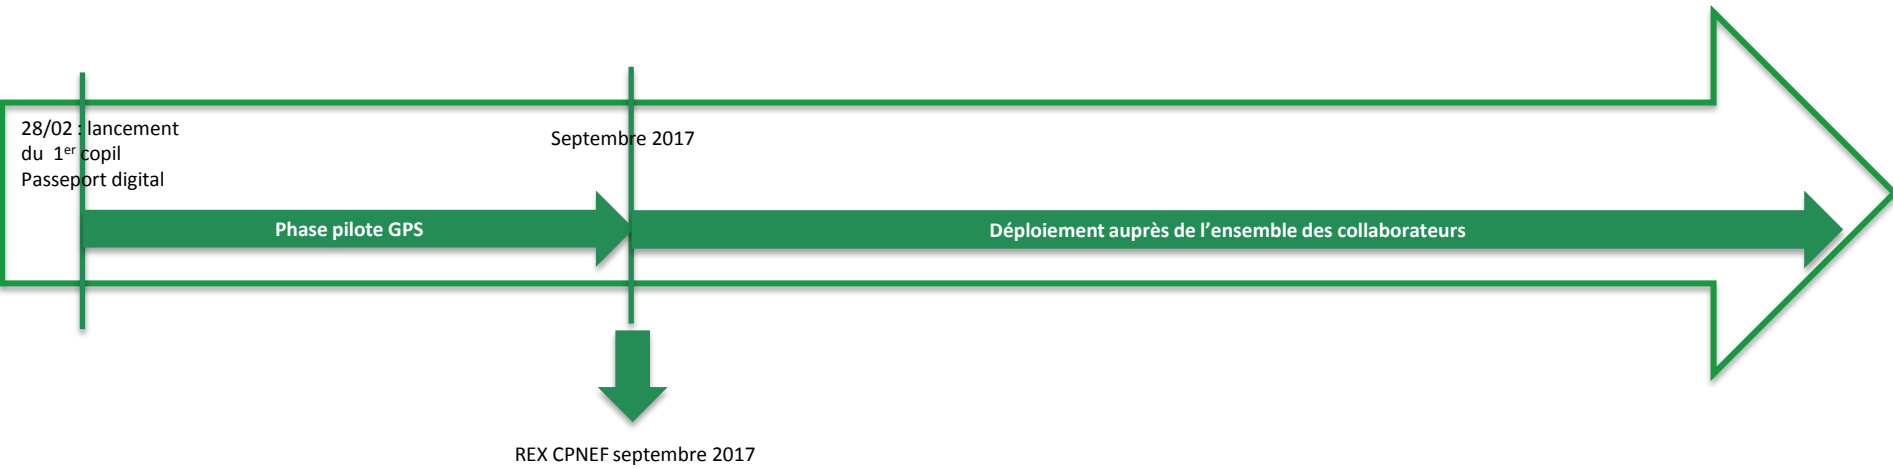 28/02 : lancement
du 1er copil
Passeport digital
Septembre 2017
Phase pilote GPS
Déploiement auprès de l’ensemble des collaborateurs
REX CPNEF septembre 2017